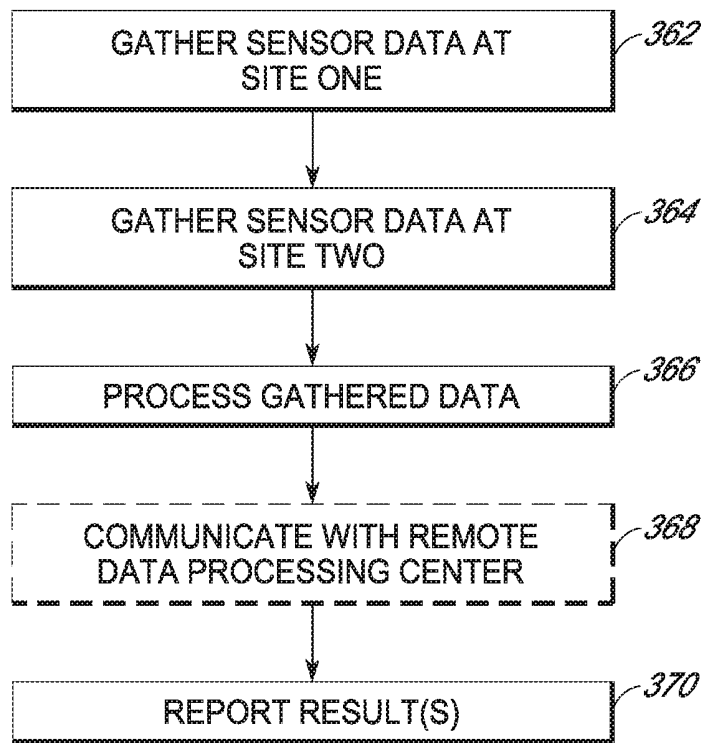 GATHER SENSOR DATA AT
SITE ONE
362
GATHER SENSOR DATA AT
SITE TWO
364
PROCESS GATHERED DATA
366
COMMUNICATE WITH REMOTE
DATA PROCESSING CENTER
368
REPORT RESULT(S)
370